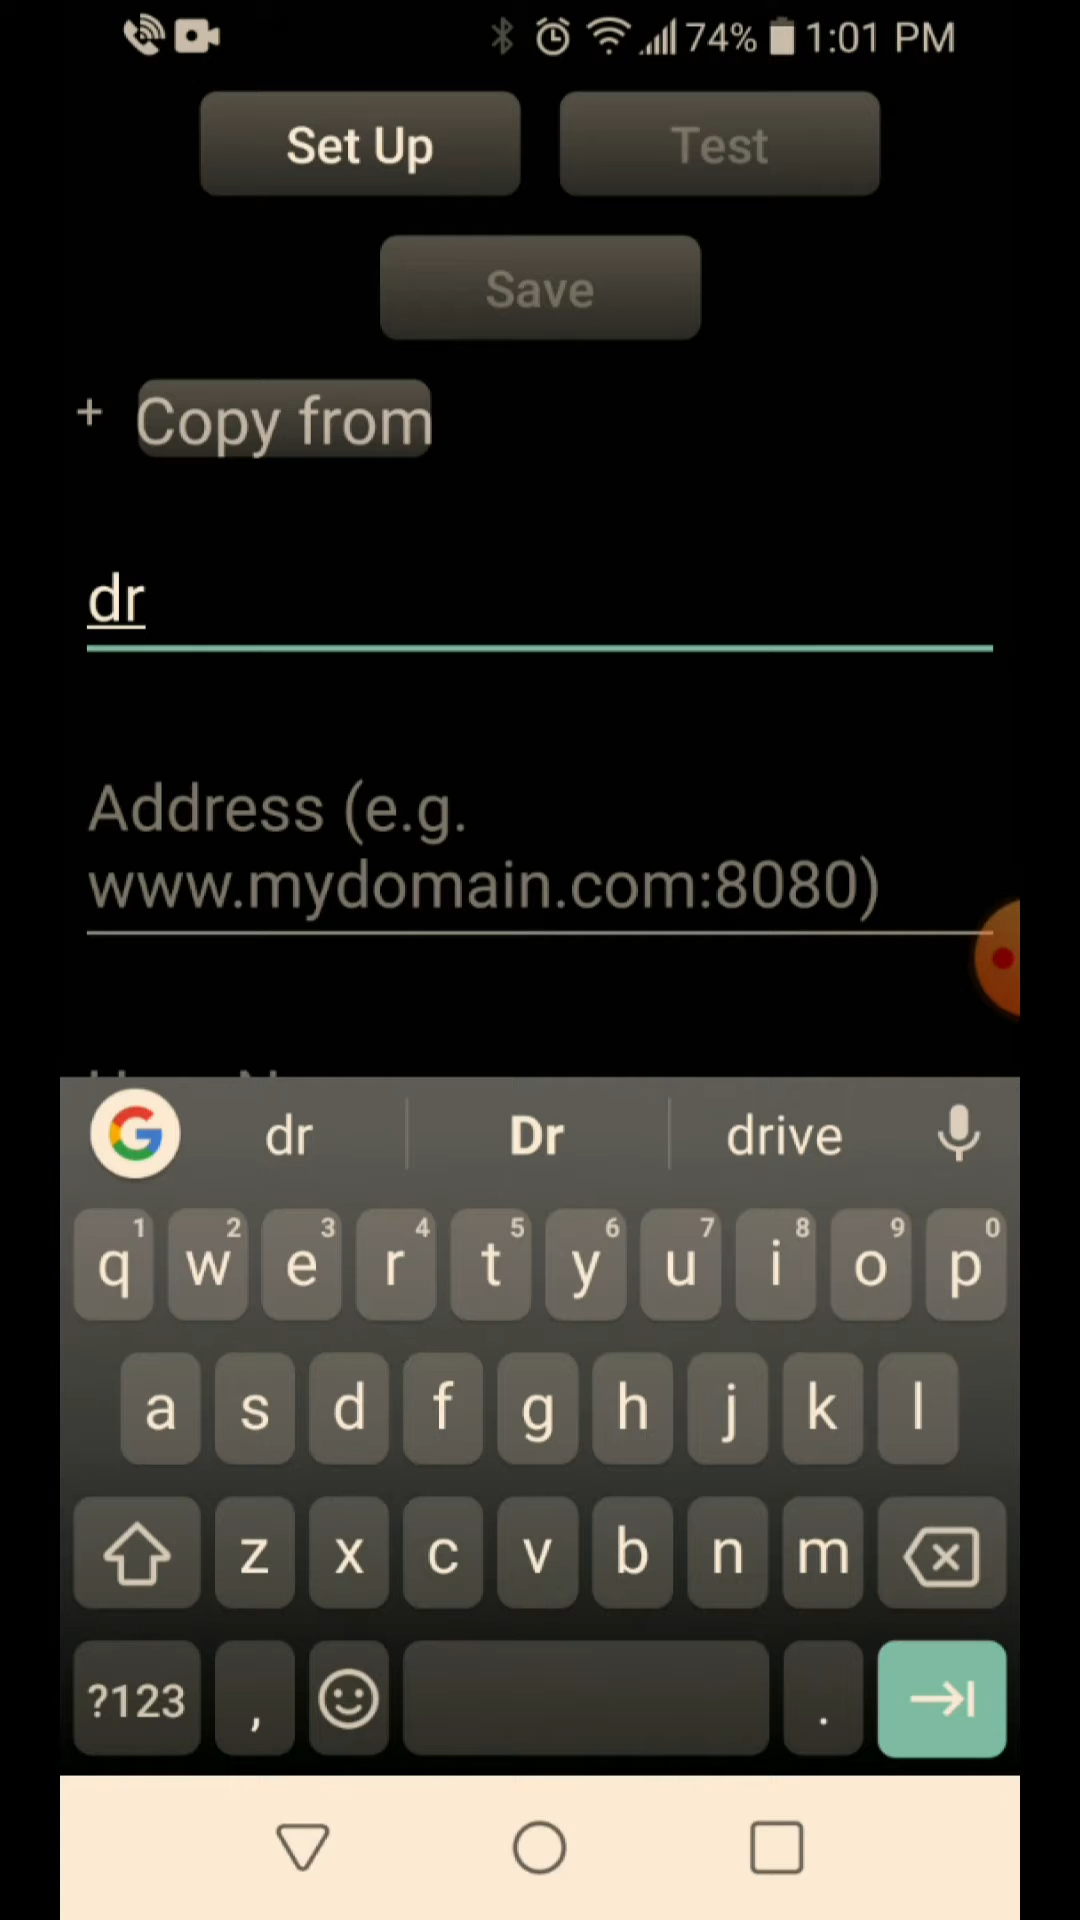 74% 1:01 PM
Set Up
Test
Save
+ Copy from
dr
Address (e.g.
www.mydomain.com:8080)
dr
Dr
drive
1 2 3 4 5 6 7 8 9 0
q w e r t y u i o p
a s d f g h j k l
z x c v b n m
?123 , .